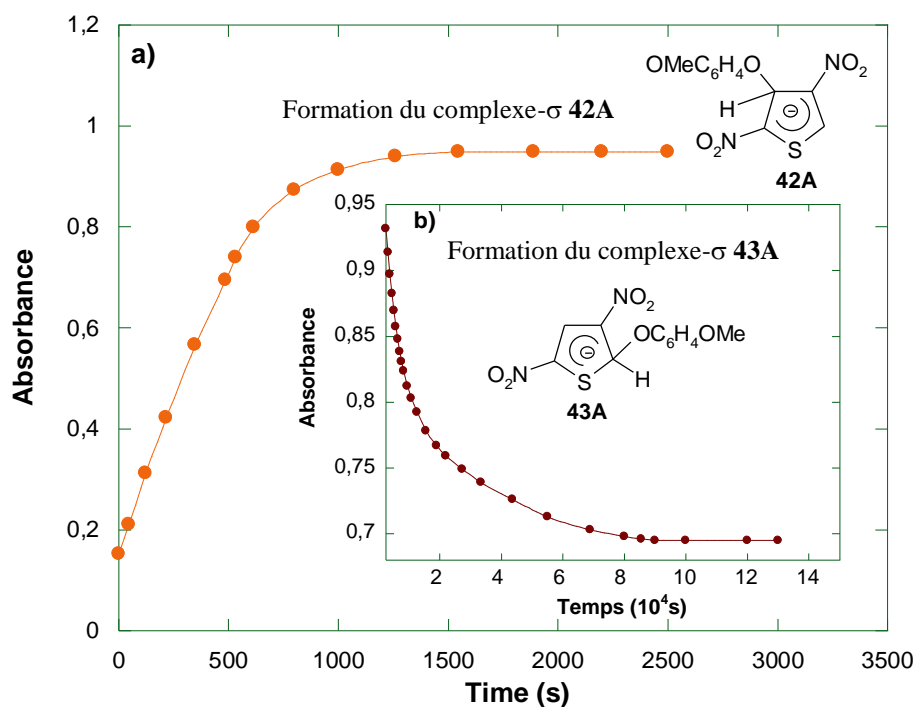 a)
Formation du complexe-σ 42A
OMeC6H4O
NO2
H
⊖
NO2
S
42A
1,2
1
0,8
0,6
0,4
0,2
0
Absorbance
0
500
1000
1500
2000
2500
3000
3500
Time (s)
b)
Formation du complexe-σ 43A
NO2
OC6H4OMe
⊖
O2N
S
H
43A
0,95
0,9
0,85
0,8
0,75
0,7
Absorbance
2
4
6
8
10
12
14
Temps (10⁴s)